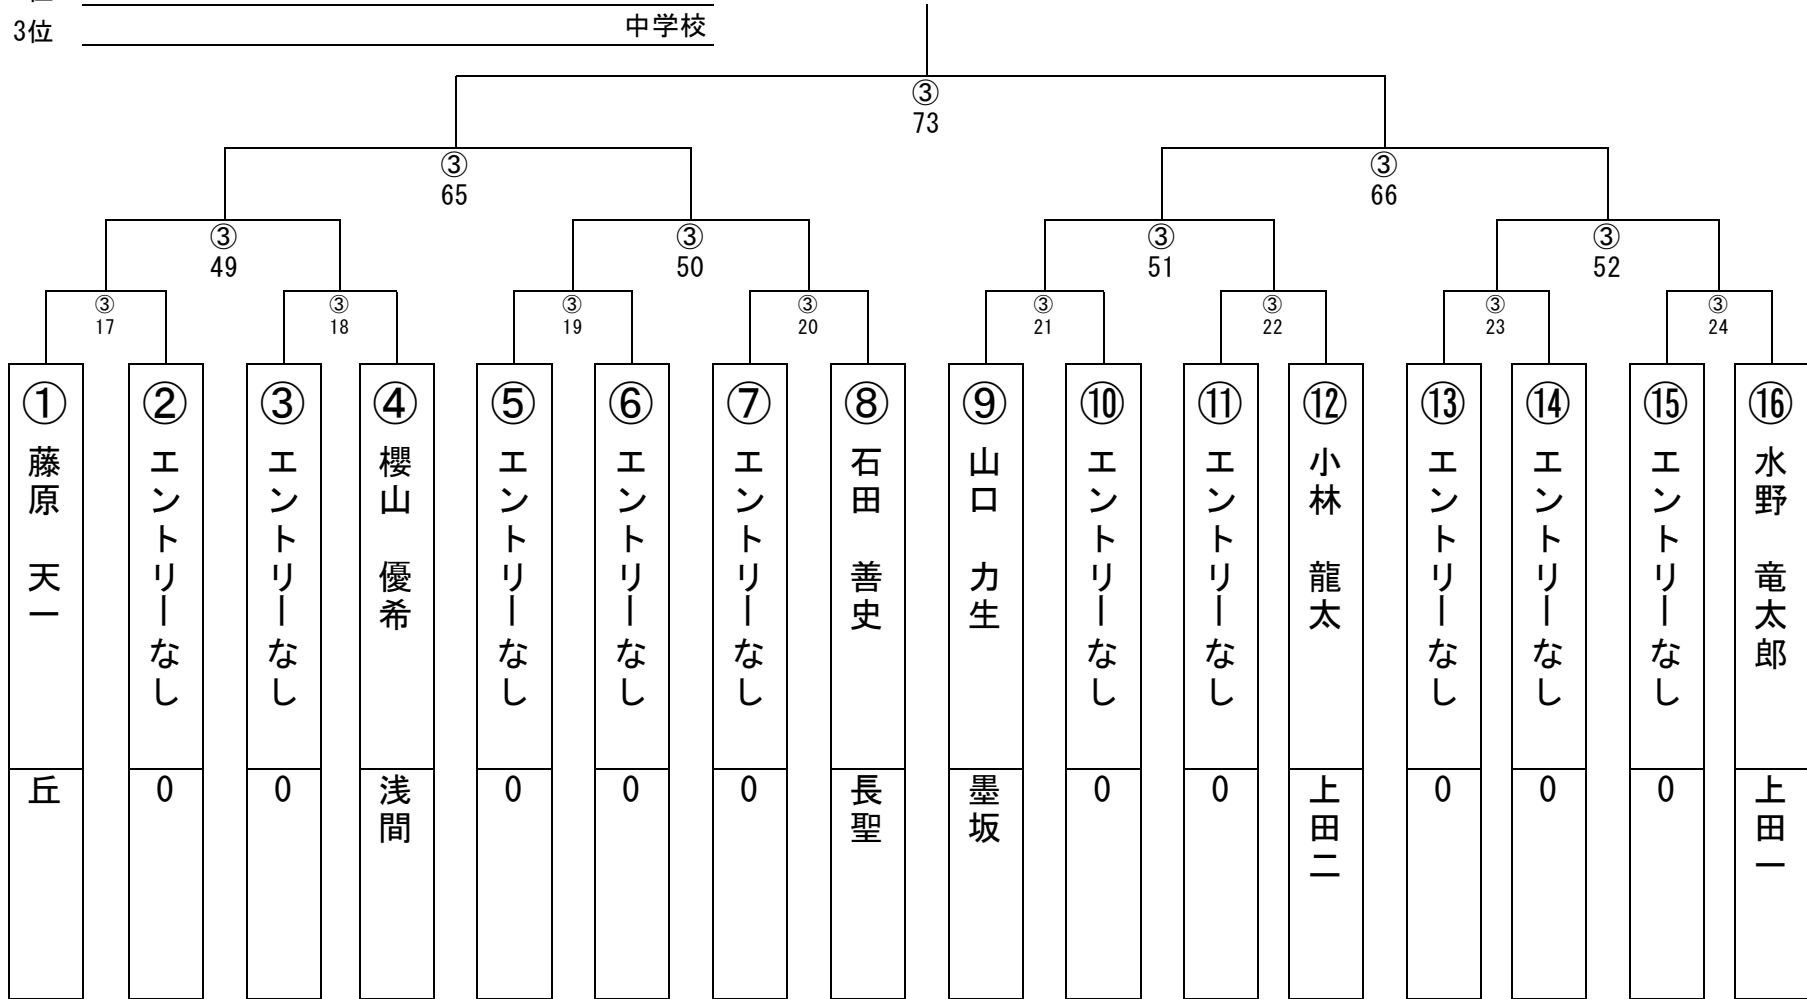 3位
中学校
③
73
③
65
③
66
③
49
③
50
③
51
③
52
③
17
③
18
③
19
③
20
③
21
③
22
③
23
③
24
①
藤原　天一
丘
②
エントリーなし
0
③
エントリーなし
0
④
櫻山　優希
浅間
⑤
エントリーなし
0
⑥
エントリーなし
0
⑦
エントリーなし
0
⑧
石田　善史
長聖
⑨
山口　力生
墨坂
⑩
エントリーなし
0
⑪
エントリーなし
0
⑫
小林　龍太
上田二
⑬
エントリーなし
0
⑭
エントリーなし
0
⑮
エントリーなし
0
⑯
水野　竜太郎
上田一